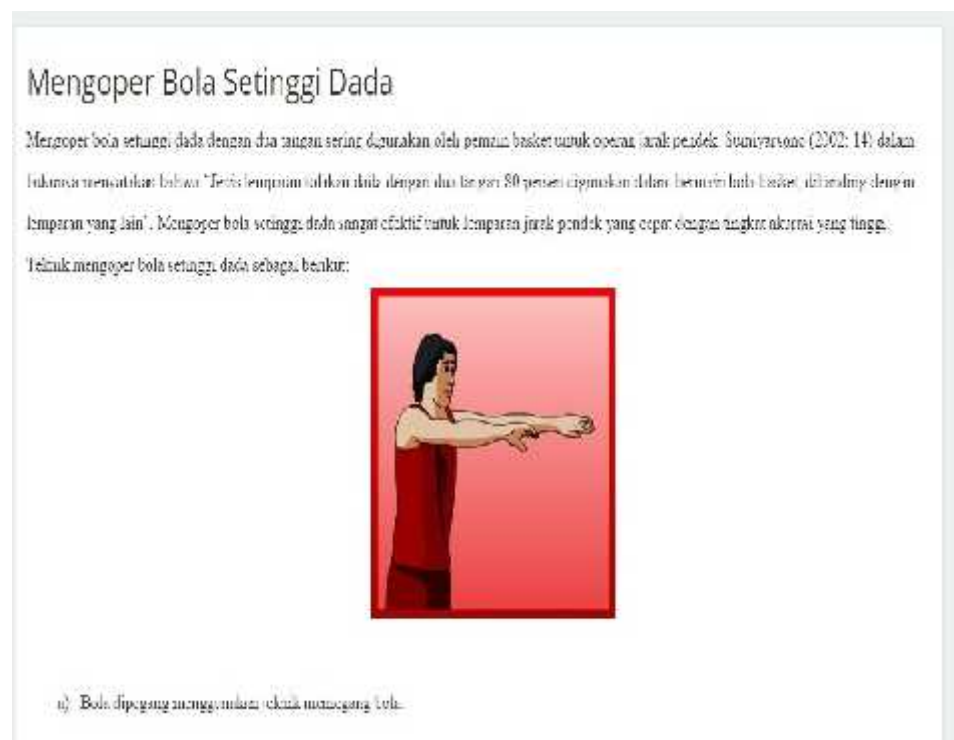 Mengoper Bola Setinggi Dada
Mengoper bola setinggi dada dengan dua tangan sering digunakan oleh pemain basket untuk operan jarak pendek. Sumiyarsono (2002: 14) dalam
bukunya menyatakan bahwa "Jenis lemparan tolakan dada dengan dua tangan 80 persen digunakan dalam bermain bola basket, dibanding dengan
lemparan yang lain". Mengoper bola setinggi dada sangat efektif untuk lemparan jarak pendek yang cepat dengan tingkat akurasi yang tinggi.
Teknik mengoper bola setinggi dada sebagai berikut:
a) Bola dipegang menggunakan teknik memegang bola.